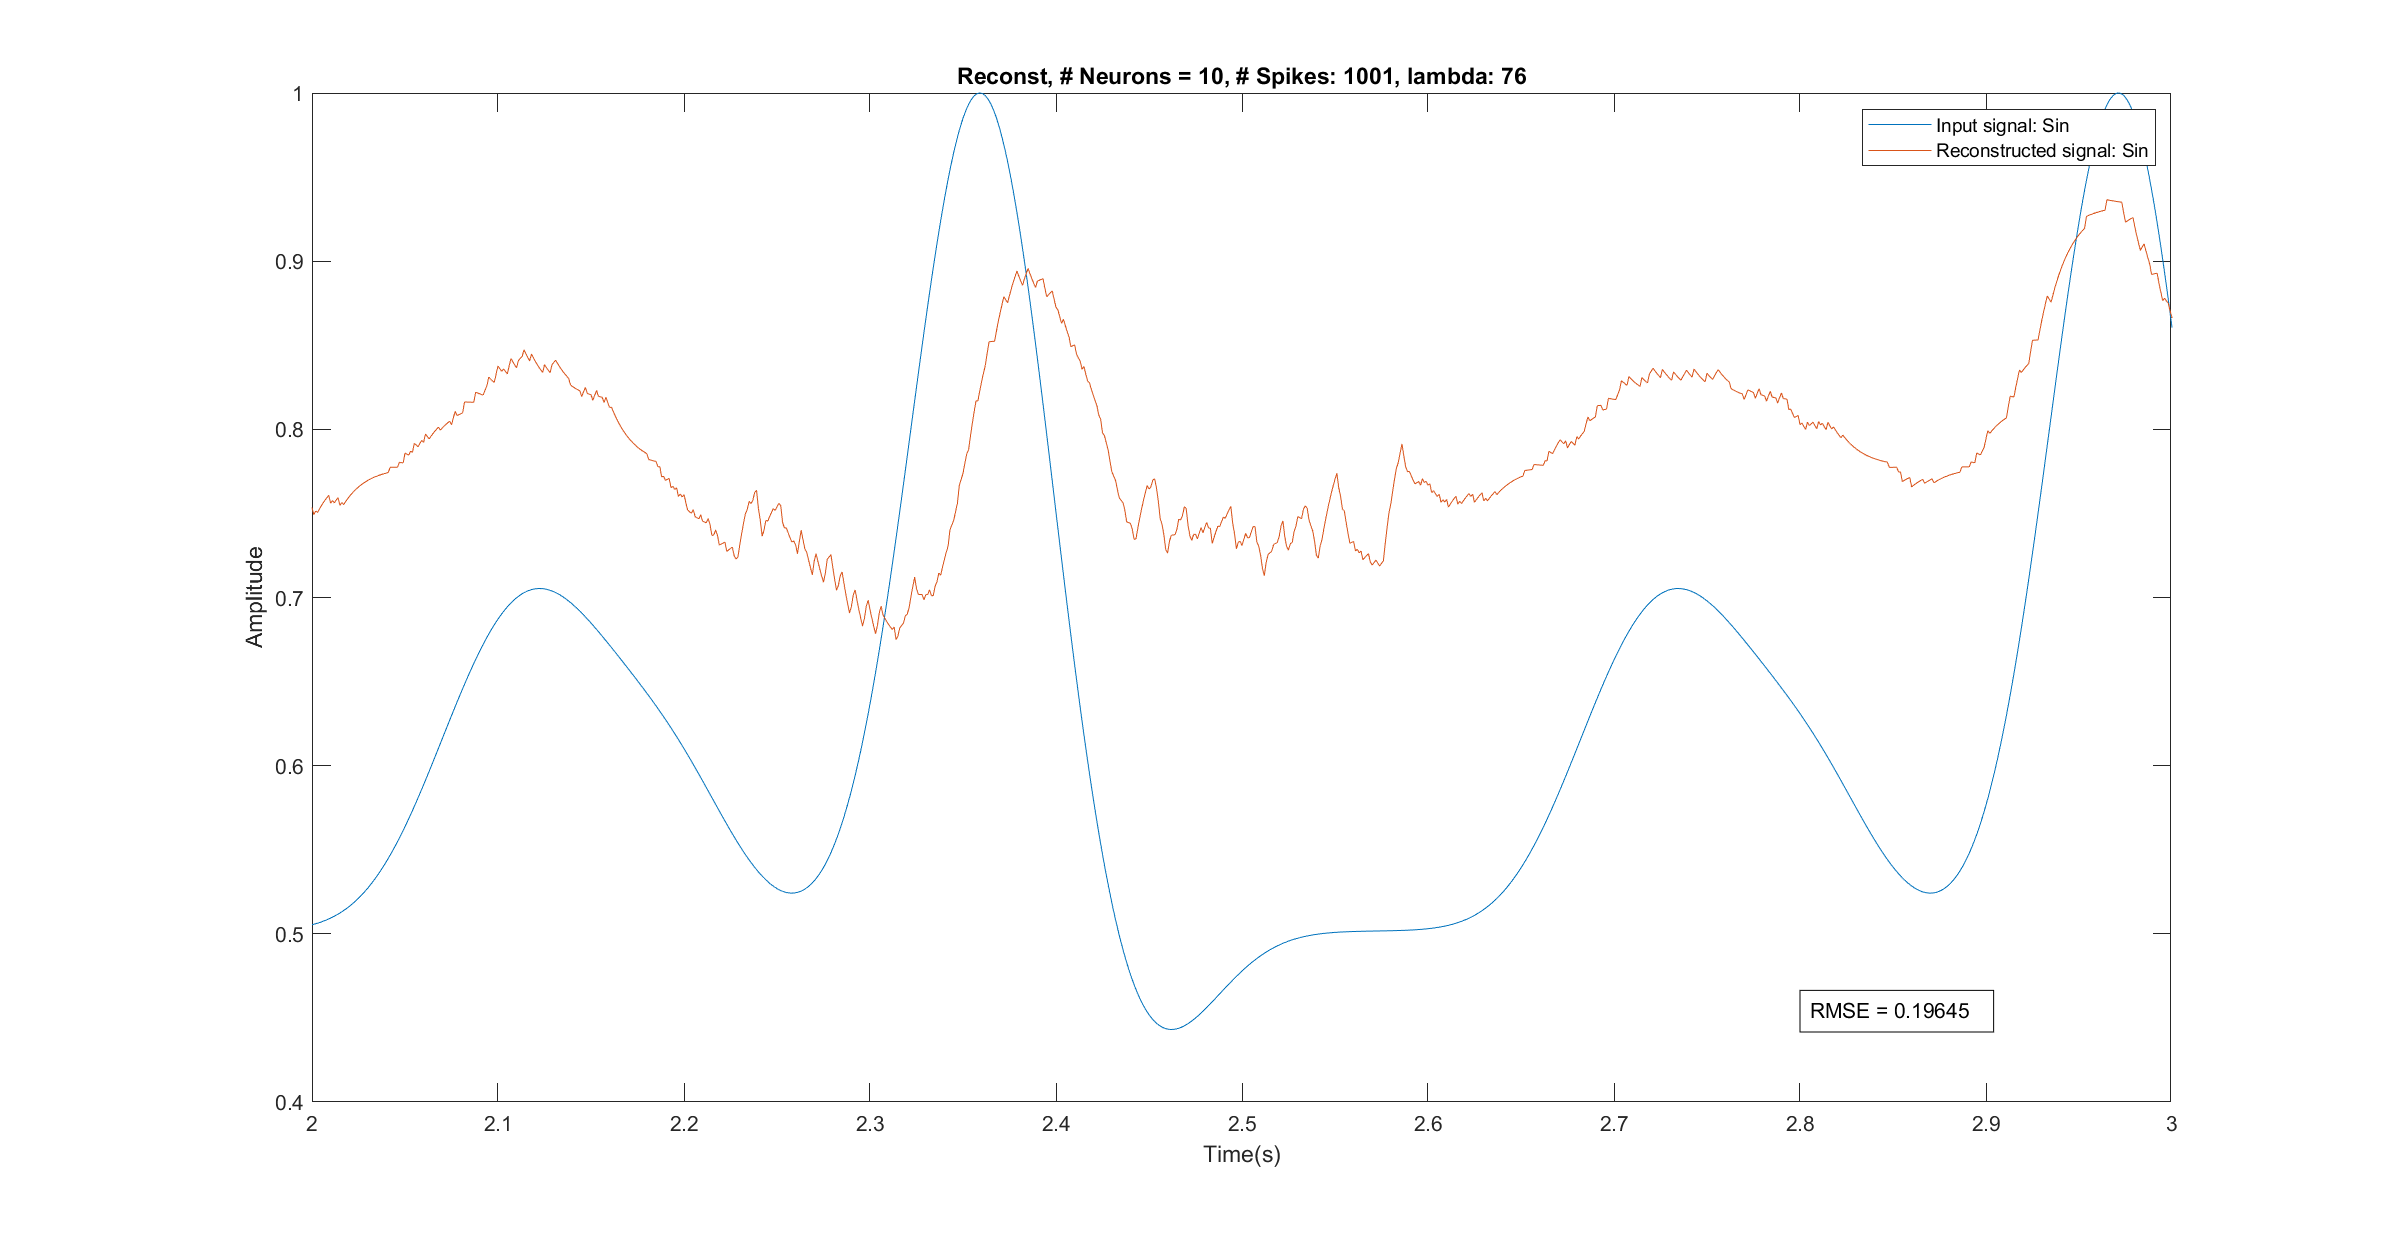 Reconst, # Neurons = 10, # Spikes: 1001, lambda: 76
1
Input signal: Sin
Reconstructed signal: Sin
0.9
0.8
0.7
Amplitude
0.6
0.5
RMSE = 0.19645
0.4
2 2.1 2.2 2.3 2.4 2.5 2.6 2.7 2.8 2.9 3
Time(s)